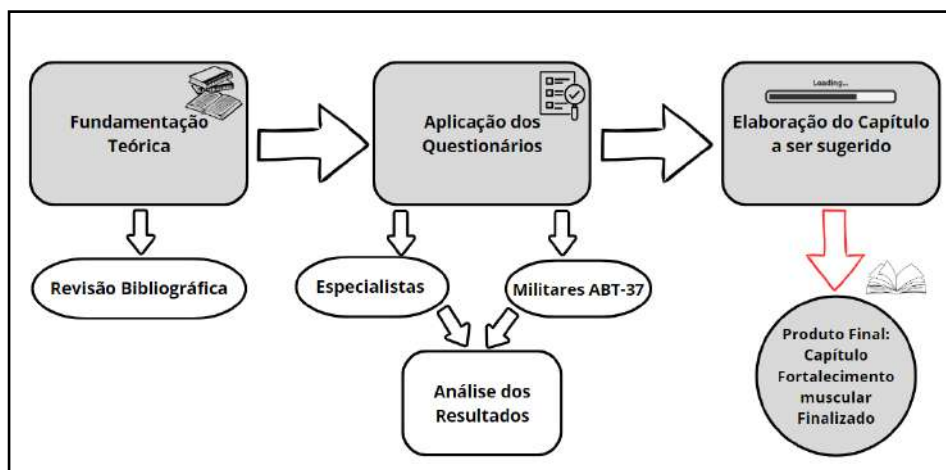 Fundamentação
Teórica
Aplicação dos
Questionários
Loading...
Elaboração do Capítulo
a ser sugerido
Revisão Bibliográfica
Especialistas
Militares ABT-37
Análise dos
Resultados
Produto Final:
Capítulo
Fortalecimento
muscular
Finalizado